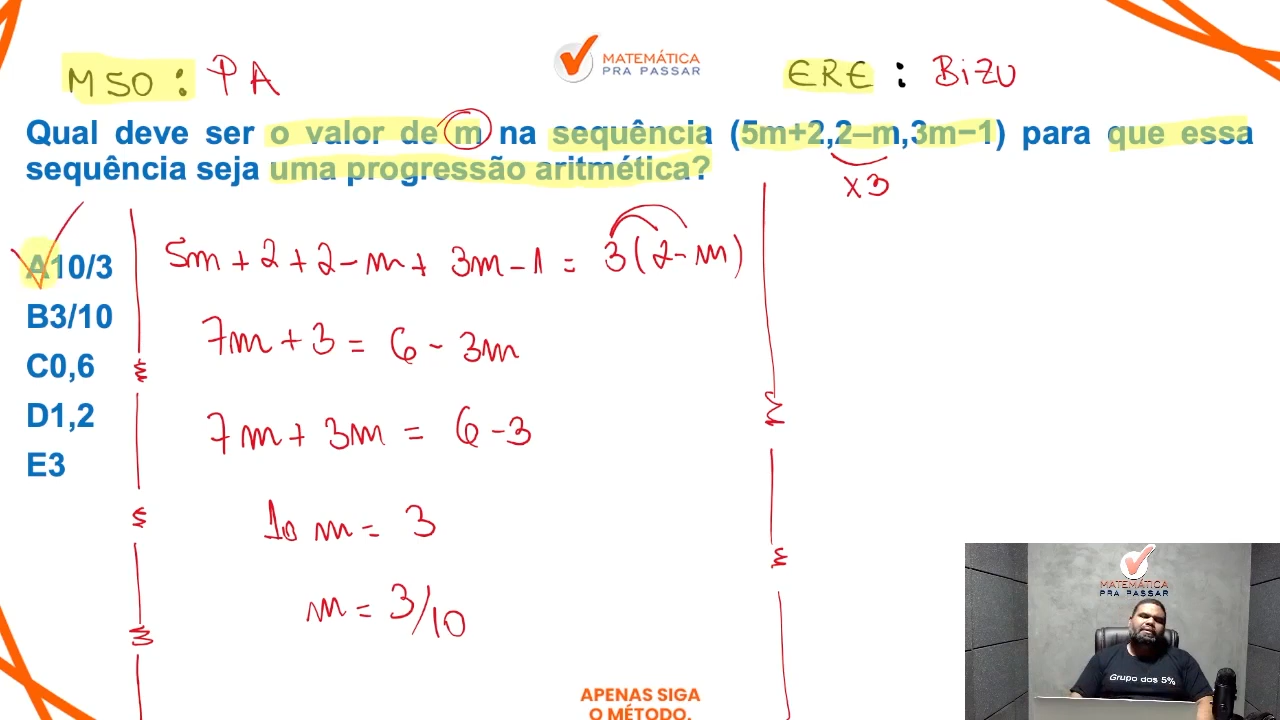 MSO: PA
MATEMÁTICA
PRA PASSAR
ERE: BIZU
Qual deve ser o valor de m na sequência (5m+2,2–m,3m−1) para que essa
sequência seja uma progressão aritmética?
x3
A10/3
B3/10
C0,6
D1,2
E3
5m + 2 + 2 - m + 3m - 1 = 3(2 - m)
7m + 3 = 6 - 3m
7m + 3m = 6 - 3
10 m = 3
m = 3/10
MATEMÁTICA
PRA PASSAR
Grupo dos 5%
APENAS SIGA
O MÉTODO.